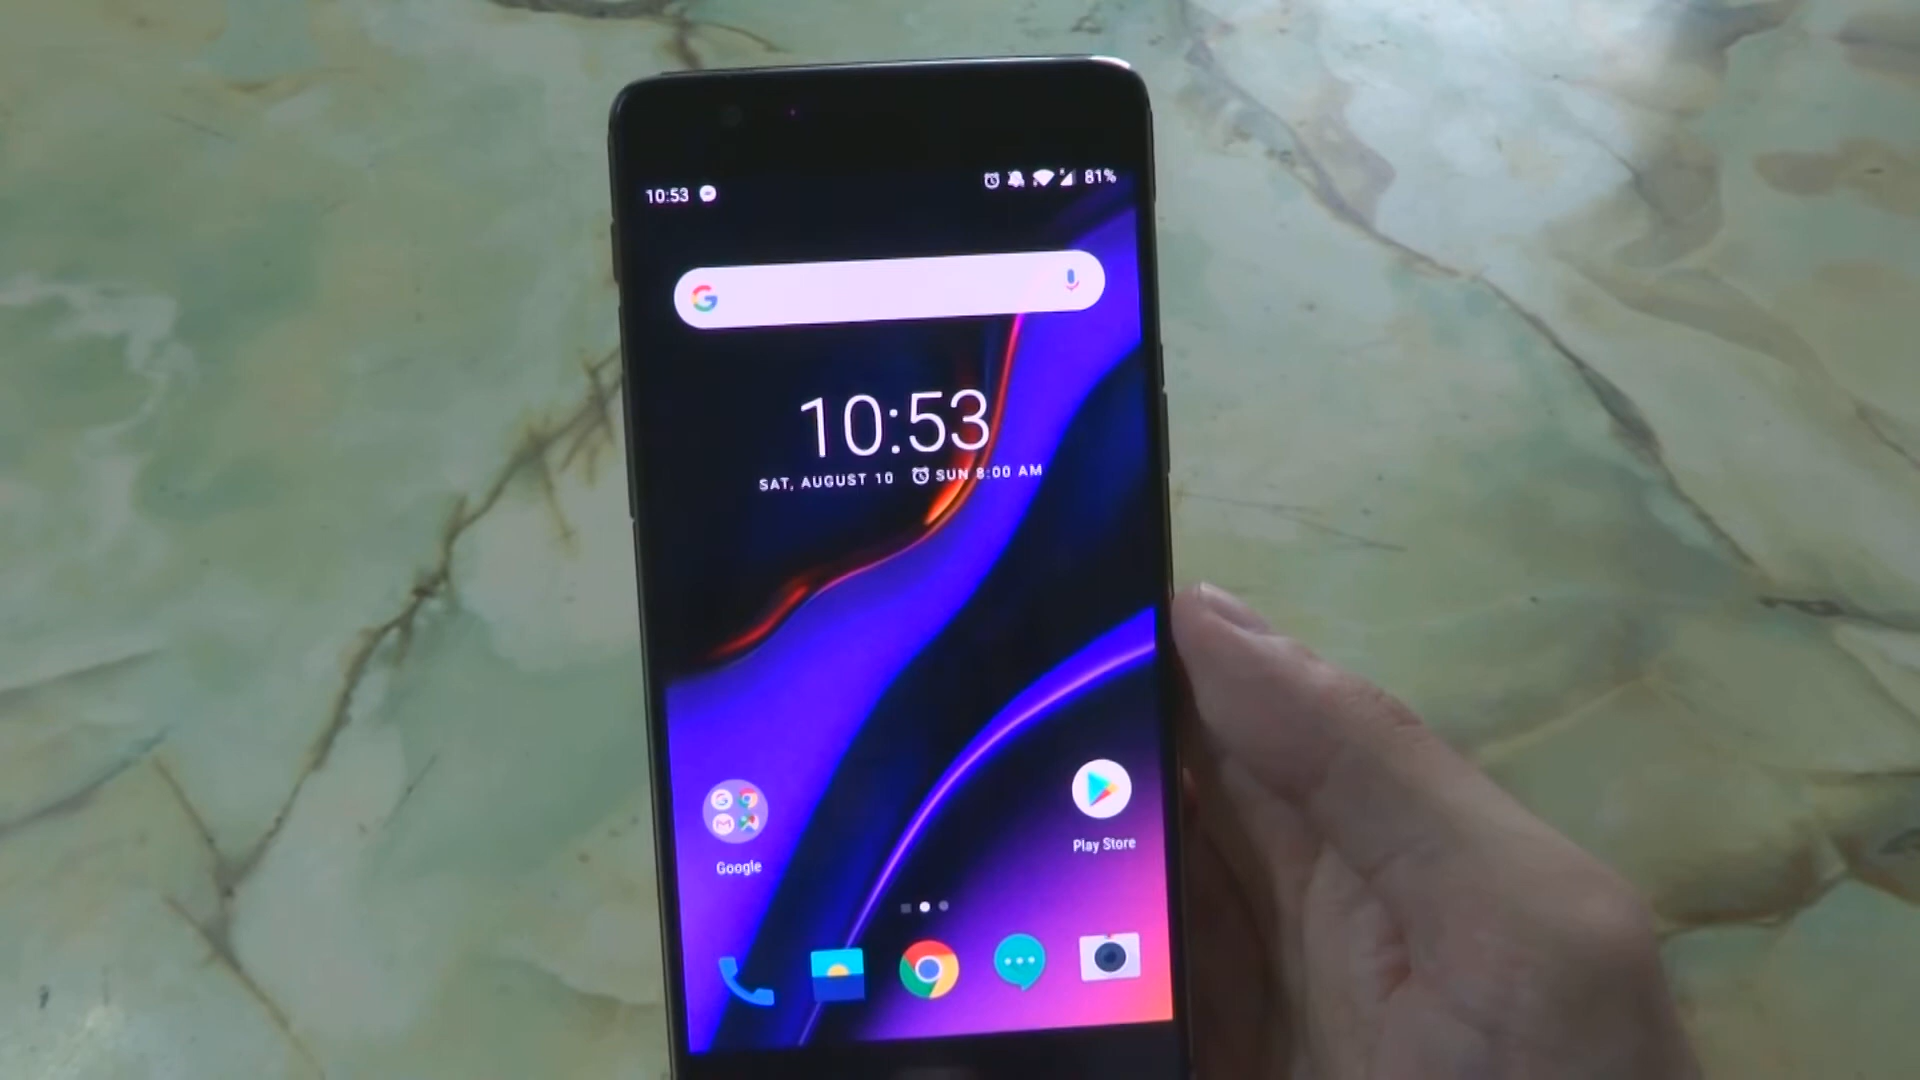 10:53
81%
10:53
SAT, AUGUST 10 SUN 8:00 AM
Google
Play Store